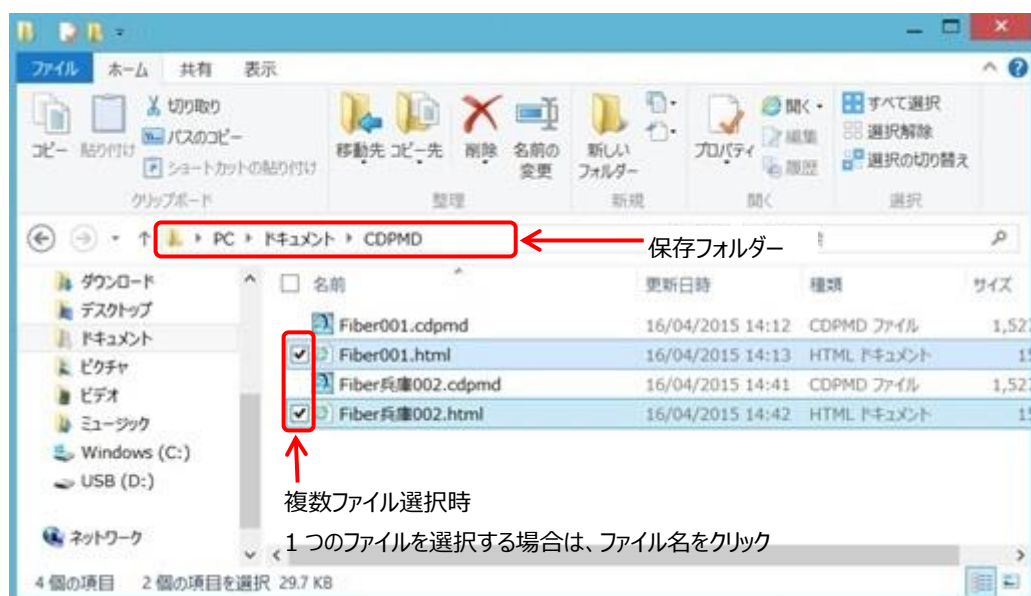 ファイル ホーム 共有 表示
コピー 貼り付け 切り取り パスのコピー ショートカットの貼り付け
移動先 コピー先 削除 名前の変更
新しいフォルダー プロパティ 開く 編集 履歴
すべて選択 選択解除 選択の切り替え
クリップボード 整理 新規 開く 選択
PC ドキュメント CDPMD
保存フォルダー
名前 更新日時 種類 サイズ
ダウンロード
デスクトップ
ドキュメント
ピクチャ
ビデオ
ミュージック
Windows (C:)
USB (D:)
ネットワーク
Fiber001.cdpmd 16/04/2015 14:12 CDPMD ファイル
Fiber001.html 16/04/2015 14:13 HTML ドキュメント
Fiber兵庫002.cdpmd 16/04/2015 14:41 CDPMD ファイル
Fiber兵庫002.html 16/04/2015 14:42 HTML ドキュメント
複数ファイル選択時
1 つのファイルを選択する場合は、ファイル名をクリック
4 個の項目 2 個の項目を選択 29.7 KB